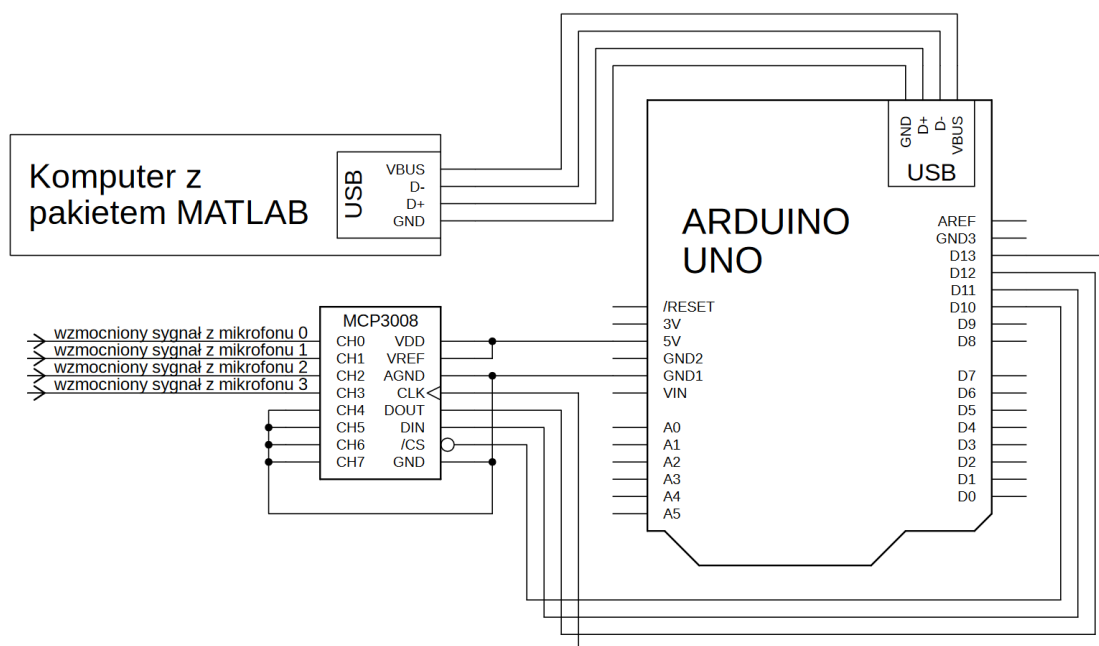 Komputer z
pakietem MATLAB
USB
VBUS
D-
D+
GND
GND
D+
D-
VBUS
USB
ARDUINO
UNO
/RESET
3V
5V
GND2
GND1
VIN
A0
A1
A2
A3
A4
A5
AREF
GND3
D13
D12
D11
D10
D9
D8
D7
D6
D5
D4
D3
D2
D1
D0
wzmocniony sygnał z mikrofonu 0
wzmocniony sygnał z mikrofonu 1
wzmocniony sygnał z mikrofonu 2
wzmocniony sygnał z mikrofonu 3
MCP3008
CH0 VDD
CH1 VREF
CH2 AGND
CH3 CLK
CH4 DOUT
CH5 DIN
CH6 /CS
CH7 GND